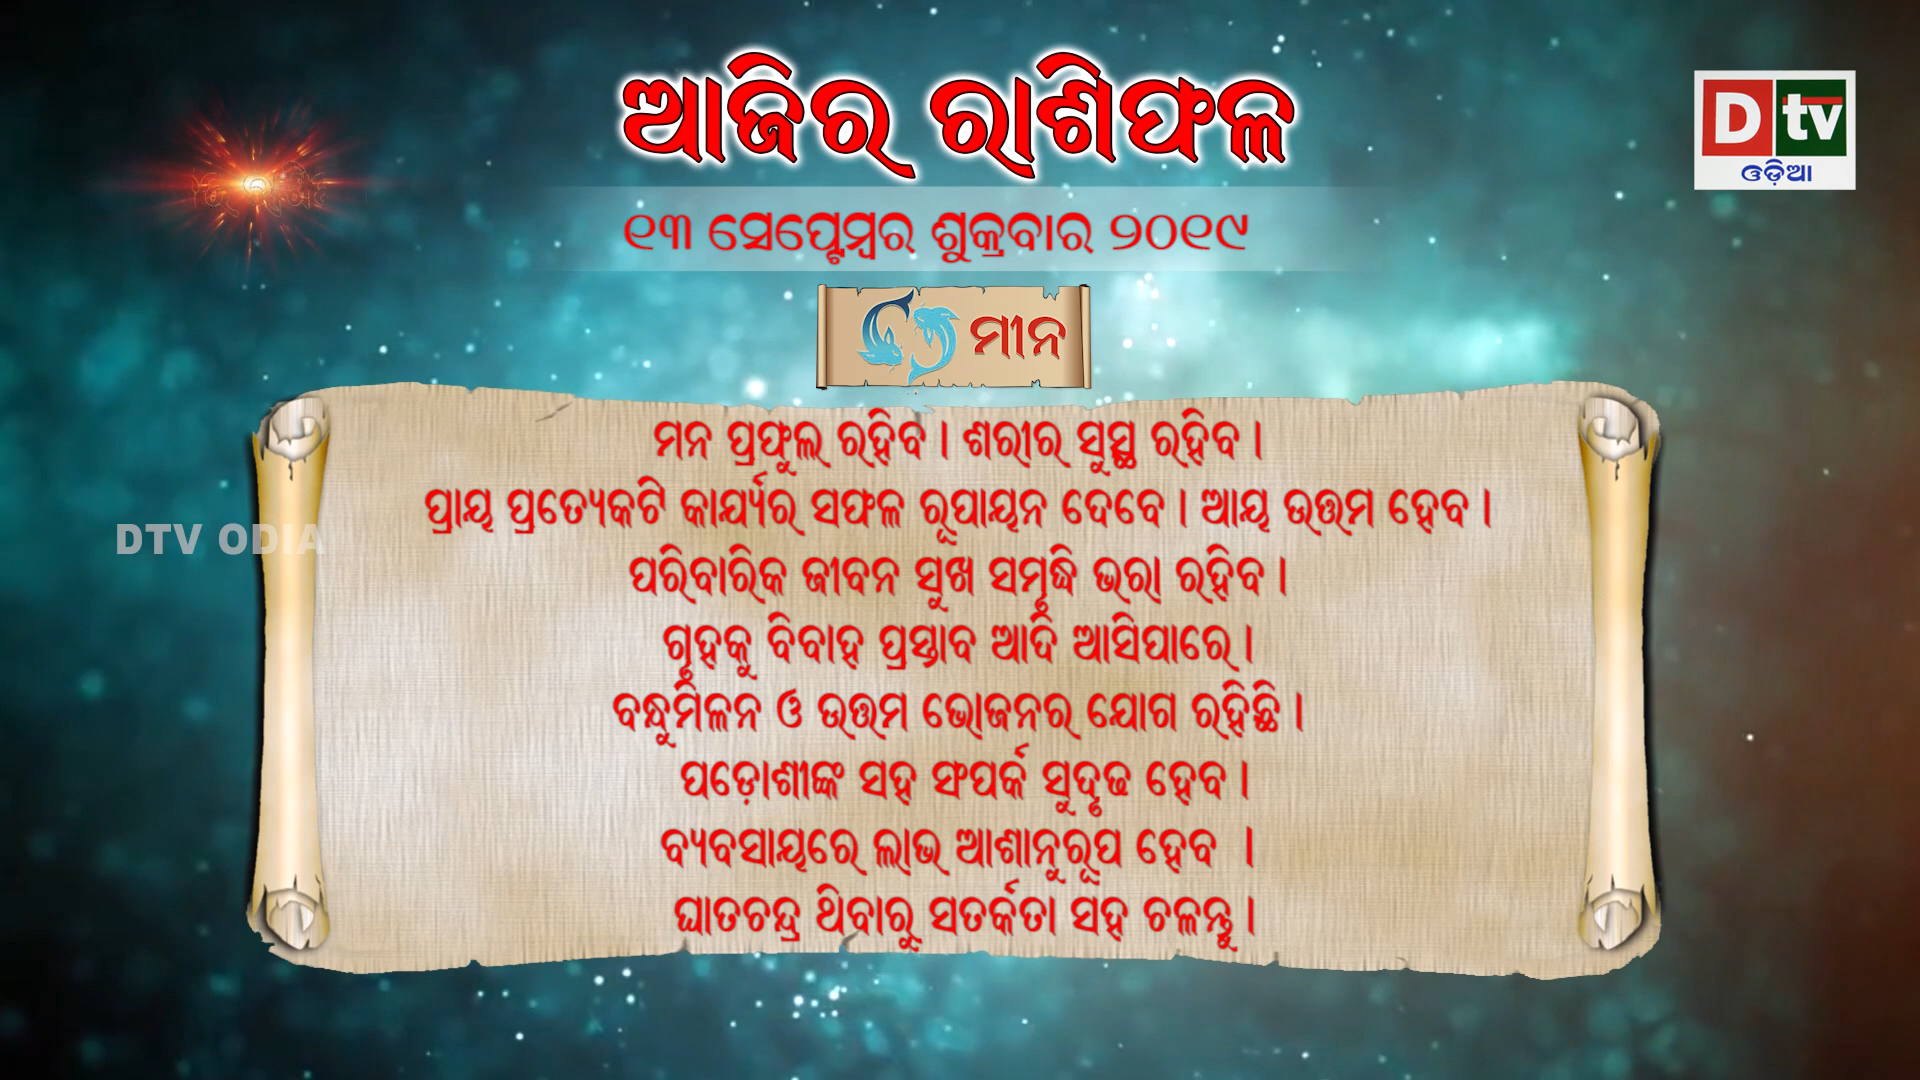 ଆଜିର ରାଶିଫଳ
D tv
ଓଡ଼ିଆ
୧୩ ସେପ୍ଟେମ୍ବର ଶୁକ୍ରବାର ୨୦୧୯
ମୀନ
ମନ ପ୍ରଫୁଲ ରହିବ । ଶରୀର ସୁସ୍ଥ ରହିବ ।
ପ୍ରାୟ ପ୍ରତ୍ୟେକଟି କାର୍ଯ୍ୟର ସଫଳ ରୂପାୟନ ଦେବେ । ଆୟ ଉତ୍ତମ ହେବ ।
DTV ODIA
ପରିବାରିକ ଜୀବନ ସୁଖ ସମୃଦ୍ଧି ଭରା ରହିବ ।
ଗୃହକୁ ବିବାହ ପ୍ରସ୍ତାବ ଆଦି ଆସିପାରେ ।
ବନ୍ଧୁମିଳନ ଓ ଉତ୍ତମ ଭୋଜନର ଯୋଗ ରହିଛି ।
ପଡ଼ୋଶୀଙ୍କ ସହ ସଂପର୍କ ସୁଦୃଢ ହେବ ।
ବ୍ୟବସାୟରେ ଲାଭ ଆଶାନୁରୂପ ହେବ ।
ଘାତଚନ୍ଦ୍ର ଥିବାରୁ ସତର୍କତା ସହ ଚଳନ୍ତୁ ।